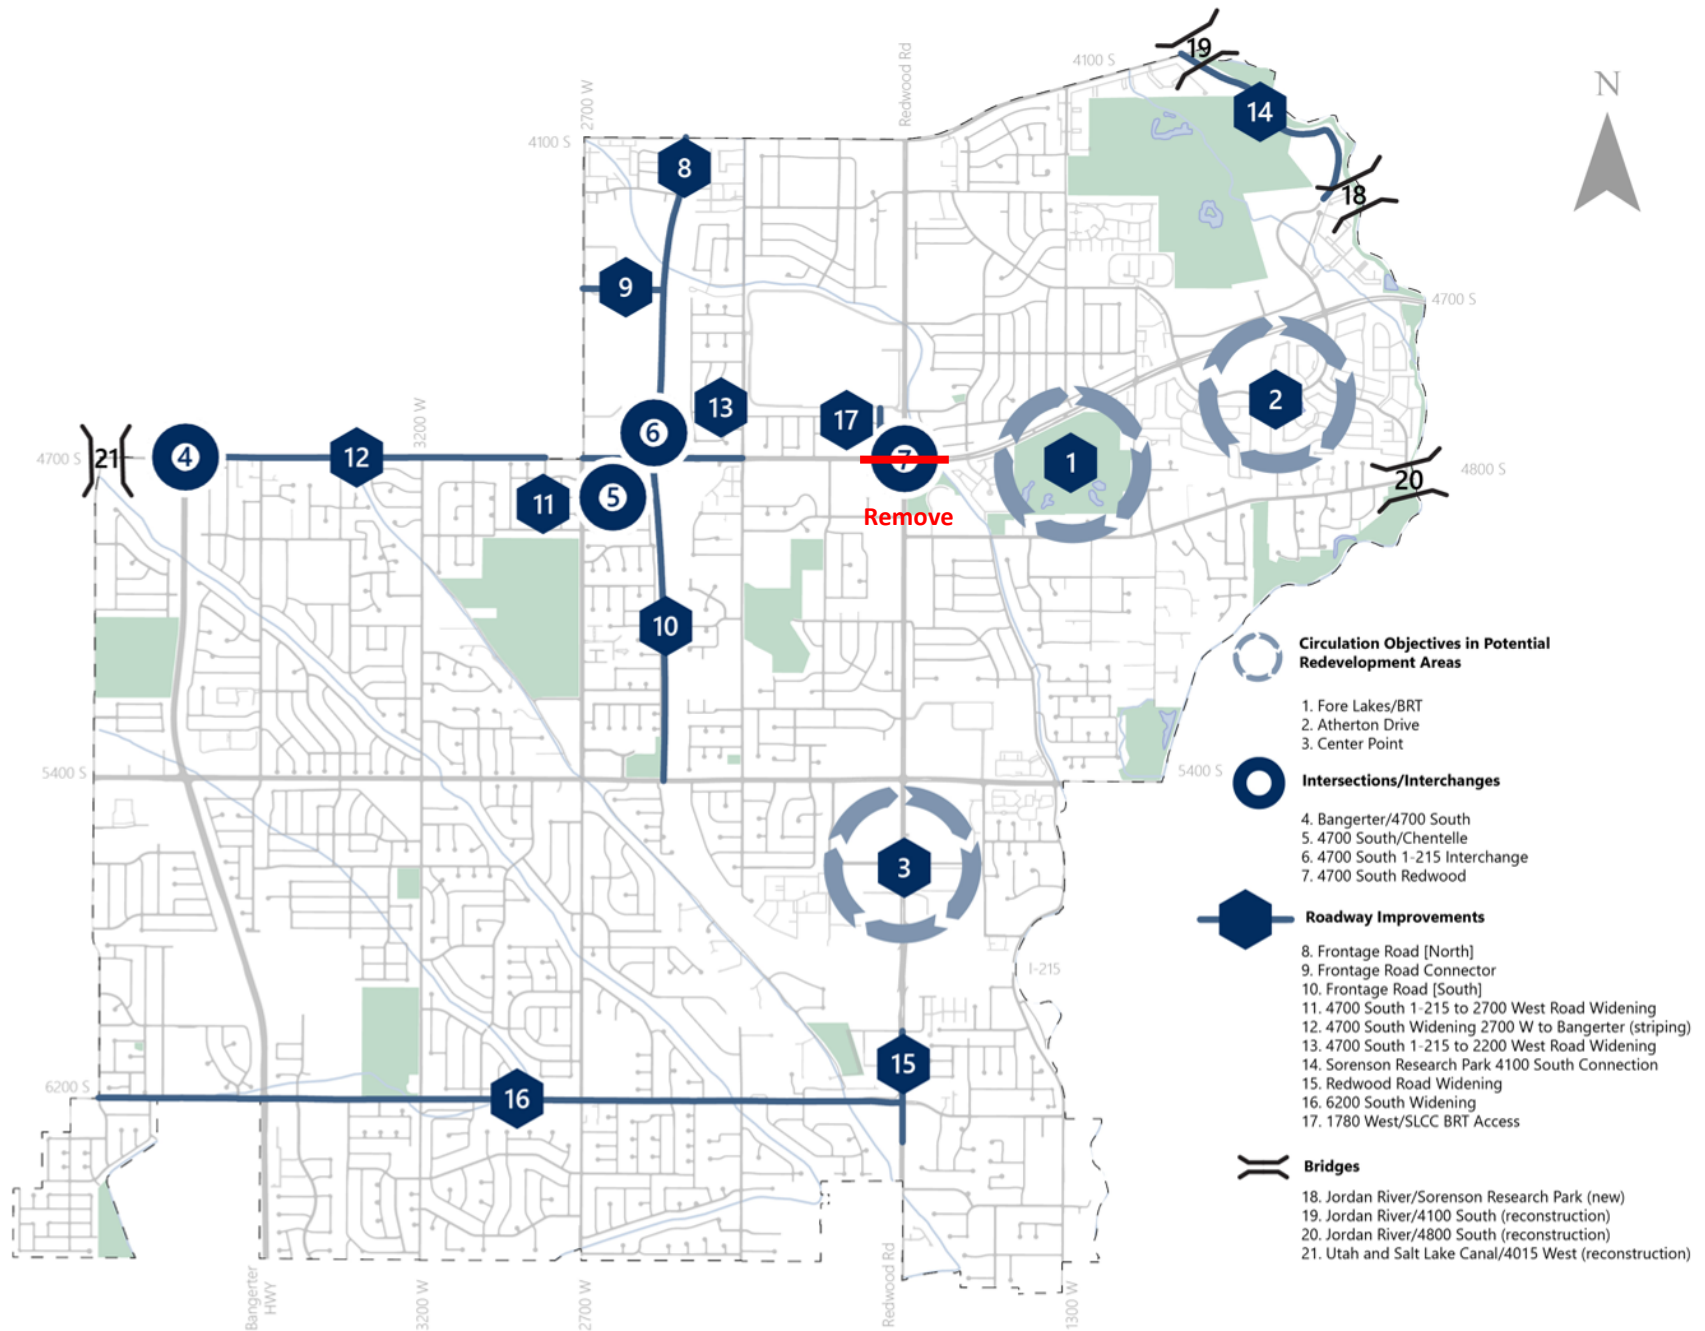 19
4100 S
Redwood Rd
N
2700 W
14
4100 S
8
18
9
4700 S
2
3200 W
13
17
6
4700 S
21
4
12
7
1
4800 S
20
11
5
Remove
10
Circulation Objectives in Potential
Redevelopment Areas
1. Fore Lakes/BRT
2. Atherton Drive
3. Center Point
5400 S
5400 S
Intersections/Interchanges
4. Bangerter/4700 South
5. 4700 South/Chentelle
6. 4700 South 1-215 Interchange
7. 4700 South Redwood
3
Roadway Improvements
8. Frontage Road [North]
9. Frontage Road Connector
10. Frontage Road [South]
11. 4700 South 1-215 to 2700 West Road Widening
12. 4700 South Widening 2700 W to Bangerter (striping)
13. 4700 South 1-215 to 2200 West Road Widening
14. Sorenson Research Park 4100 South Connection
15. Redwood Road Widening
16. 6200 South Widening
17. 1780 West/SLCC BRT Access
I-215
15
6200 S
16
Bridges
18. Jordan River/Sorenson Research Park (new)
19. Jordan River/4100 South (reconstruction)
20. Jordan River/4800 South (reconstruction)
21. Utah and Salt Lake Canal/4015 West (reconstruction)
Bangerter
HWY
3200 W
2700 W
Redwood Rd
1300 W